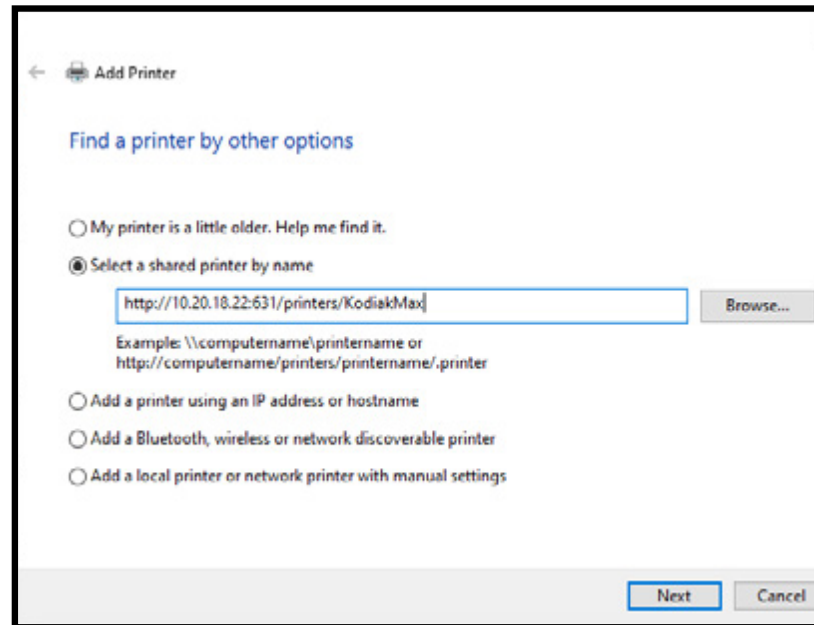 Add Printer
Find a printer by other options
My printer is a little older. Help me find it.
Select a shared printer by name
http://10.20.18.22:631/printers/KodiakMax
Browse...
Example: \\computername\printername or
http://computername/printers/printername/.printer
Add a printer using an IP address or hostname
Add a Bluetooth, wireless or network discoverable printer
Add a local printer or network printer with manual settings
Next Cancel